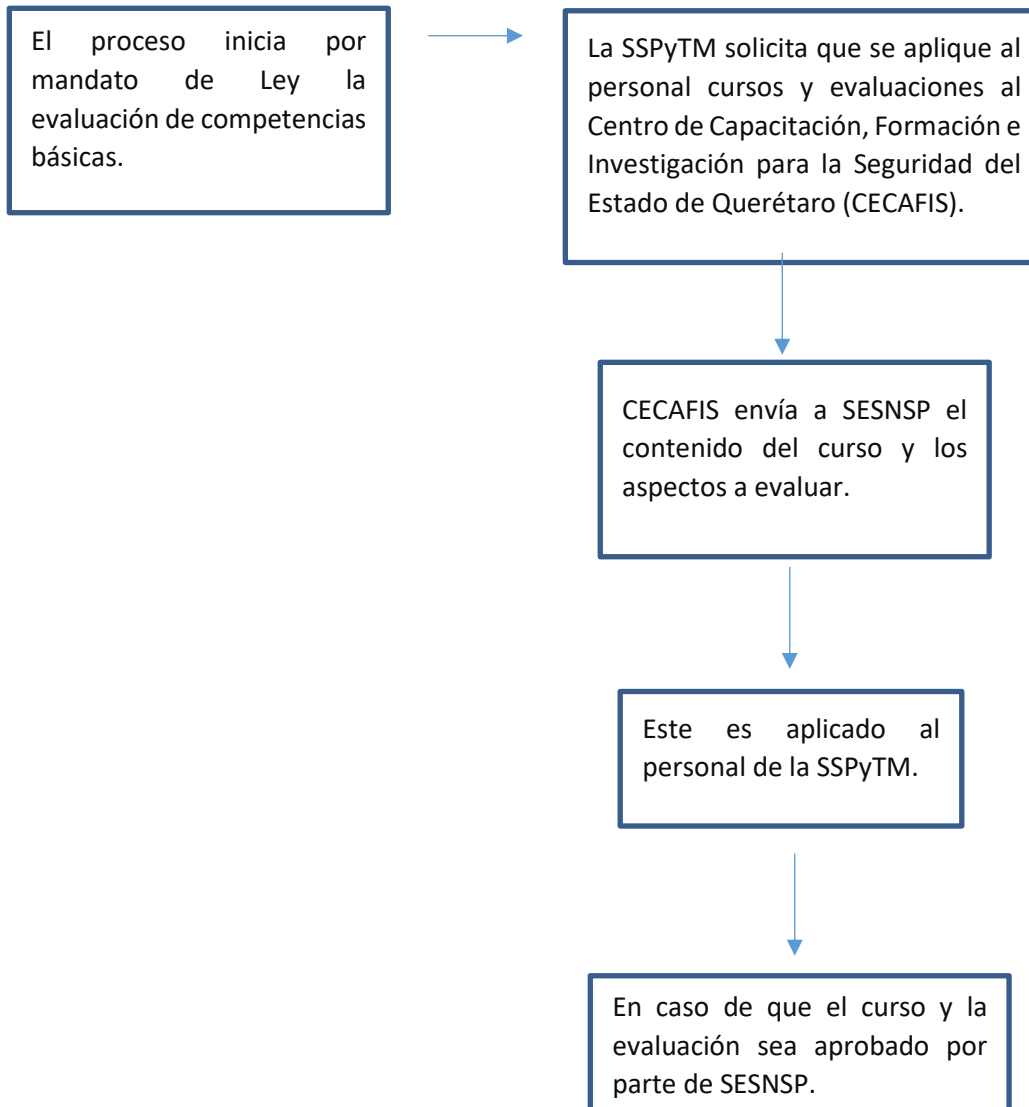 El proceso inicia por
mandato de Ley la
evaluación de competencias
básicas.
La SSPyTM solicita que se aplique al
personal cursos y evaluaciones al
Centro de Capacitación, Formación e
Investigación para la Seguridad del
Estado de Querétaro (CECAFIS).
CECAFIS envía a SESNSP el
contenido del curso y los
aspectos a evaluar.
Este es aplicado al
personal de la SSPyTM.
En caso de que el curso y la
evaluación sea aprobado por
parte de SESNSP.